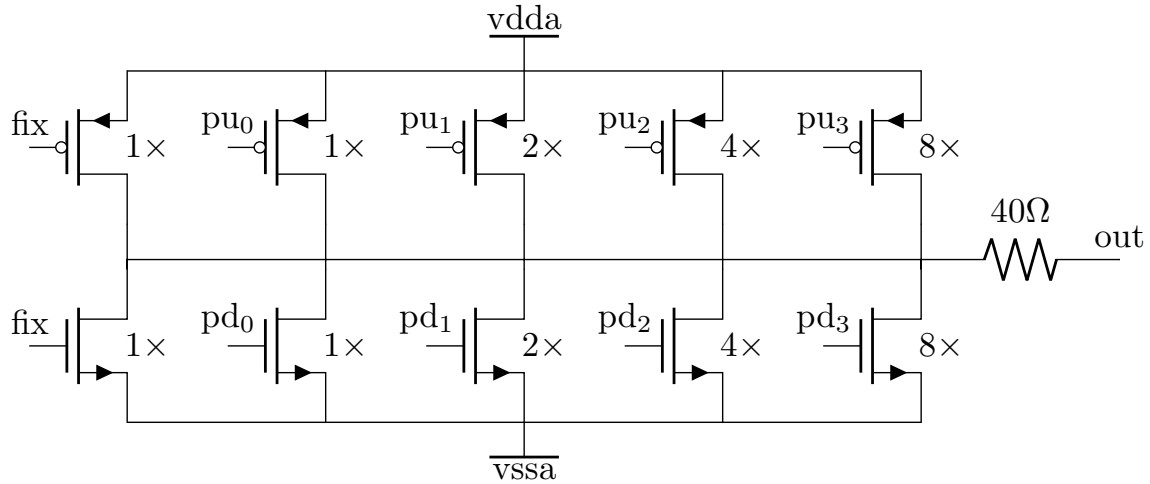 vdda
fix pu₀ pu₁ pu₂ pu₃
1× 1× 2× 4× 8×
40Ω
out
fix pd₀ pd₁ pd₂ pd₃
1× 1× 2× 4× 8×
vssa